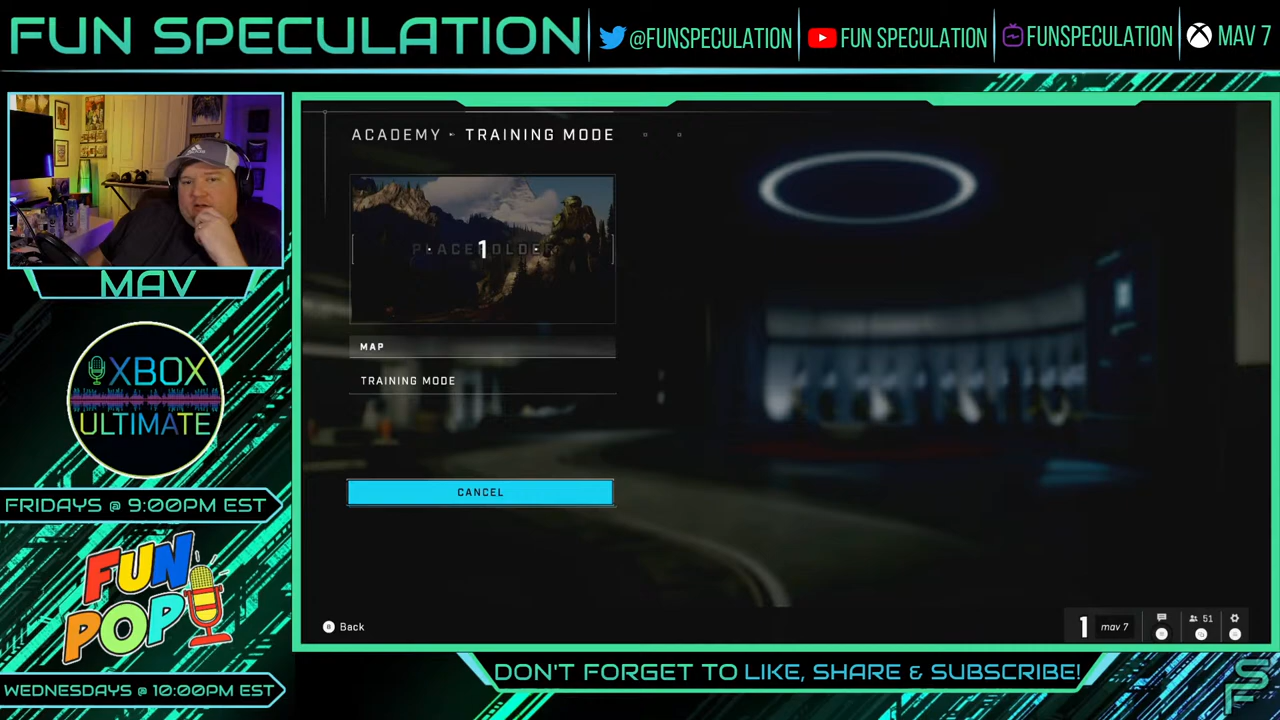 FUN SPECULATION
@FUNSPECULATION
FUN SPECULATION
FUNSPECULATION
MAV 7
MAV
XBOX
ULTIMATE
FRIDAYS @ 9:00PM EST
FUN
POP
WEDNESDAYS @ 10:00PM EST
ACADEMY TRAINING MODE
PLACEHOLDER
1
MAP
TRAINING MODE
CANCEL
B Back
1 mav 7
51
DON'T FORGET TO LIKE, SHARE & SUBSCRIBE!
SF